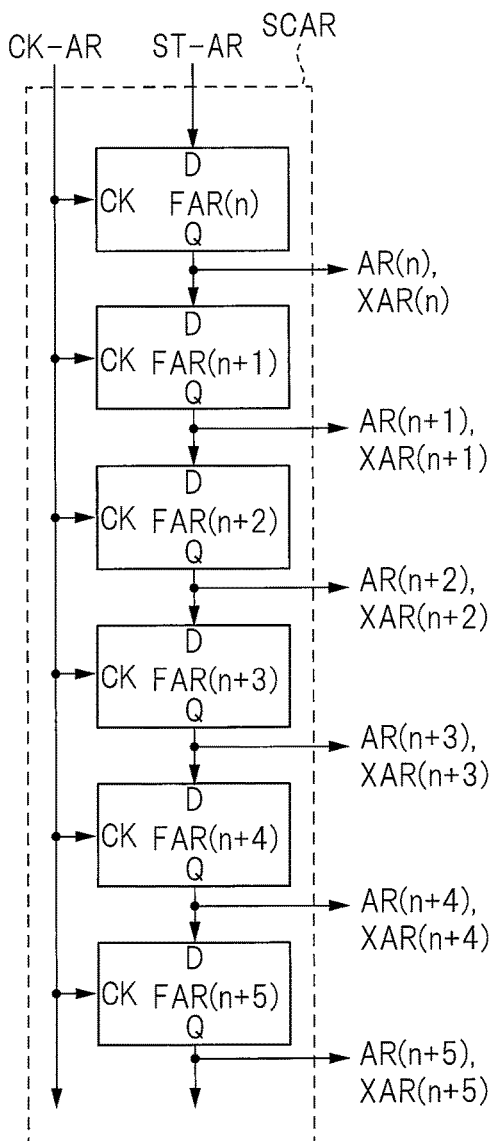 SCAR
CK-AR ST-AR
D
CK FAR(n)
Q
AR(n),
XAR(n)
D
CK FAR(n+1)
Q
AR(n+1),
XAR(n+1)
D
CK FAR(n+2)
Q
AR(n+2),
XAR(n+2)
D
CK FAR(n+3)
Q
AR(n+3),
XAR(n+3)
D
CK FAR(n+4)
Q
AR(n+4),
XAR(n+4)
D
CK FAR(n+5)
Q
AR(n+5),
XAR(n+5)